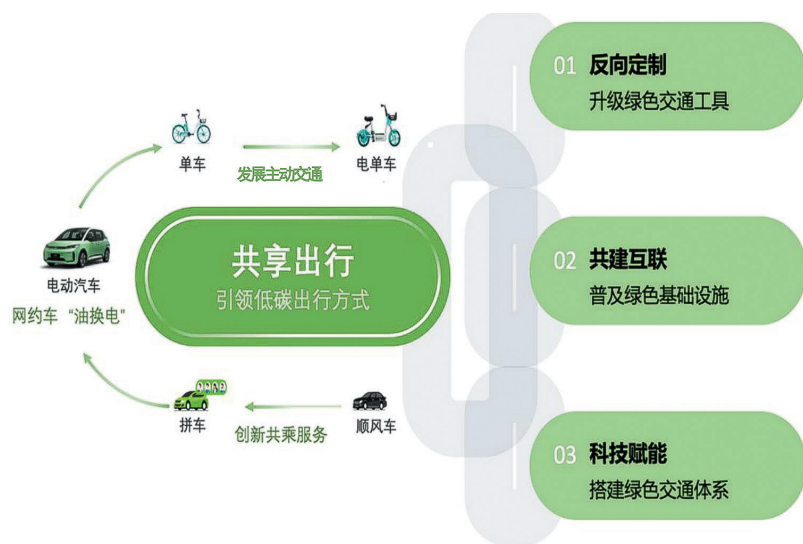 单车
发展主动交通
电单车
电动汽车
网约车 “油换电”
共享出行
引领低碳出行方式
拼车
创新共乘服务
顺风车
01 反向定制
升级绿色交通工具
02 共建互联
普及绿色基础设施
03 科技赋能
搭建绿色交通体系